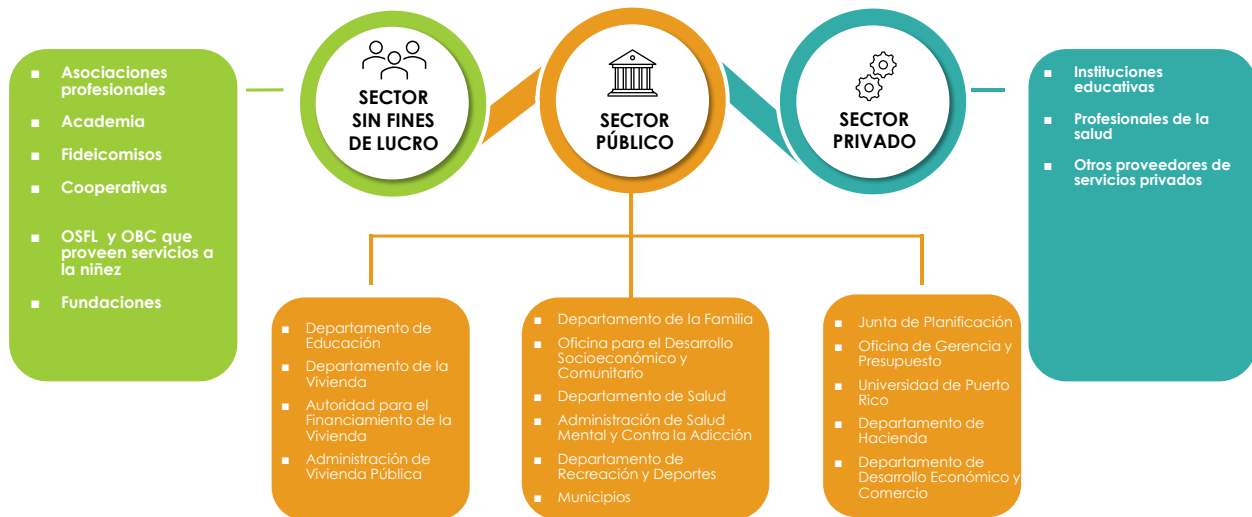 SECTOR
SIN FINES
DE LUCRO
SECTOR
PÚBLICO
SECTOR
PRIVADO
■ Asociaciones
profesionales
■ Academia
■ Fideicomisos
■ Cooperativas
■ OSFL y OBC que
proveen servicios a
la niñez
■ Fundaciones
■ Instituciones
educativas
■ Profesionales de la
salud
■ Otros proveedores de
servicios privados
■ Departamento de
Educación
■ Departamento de la
Vivienda
■ Autoridad para el
Financiamiento de la
Vivienda
■ Administración de
Vivienda Pública
■ Departamento de la Familia
■ Oficina para el Desarrollo
Socioeconómico y
Comunitario
■ Departamento de Salud
■ Administración de Salud
Mental y Contra la Adicción
■ Departamento de
Recreación y Deportes
■ Municipios
■ Junta de Planificación
■ Oficina de Gerencia y
Presupuesto
■ Universidad de Puerto
Rico
■ Departamento de
Hacienda
■ Departamento de
Desarrollo Económico y
Comercio